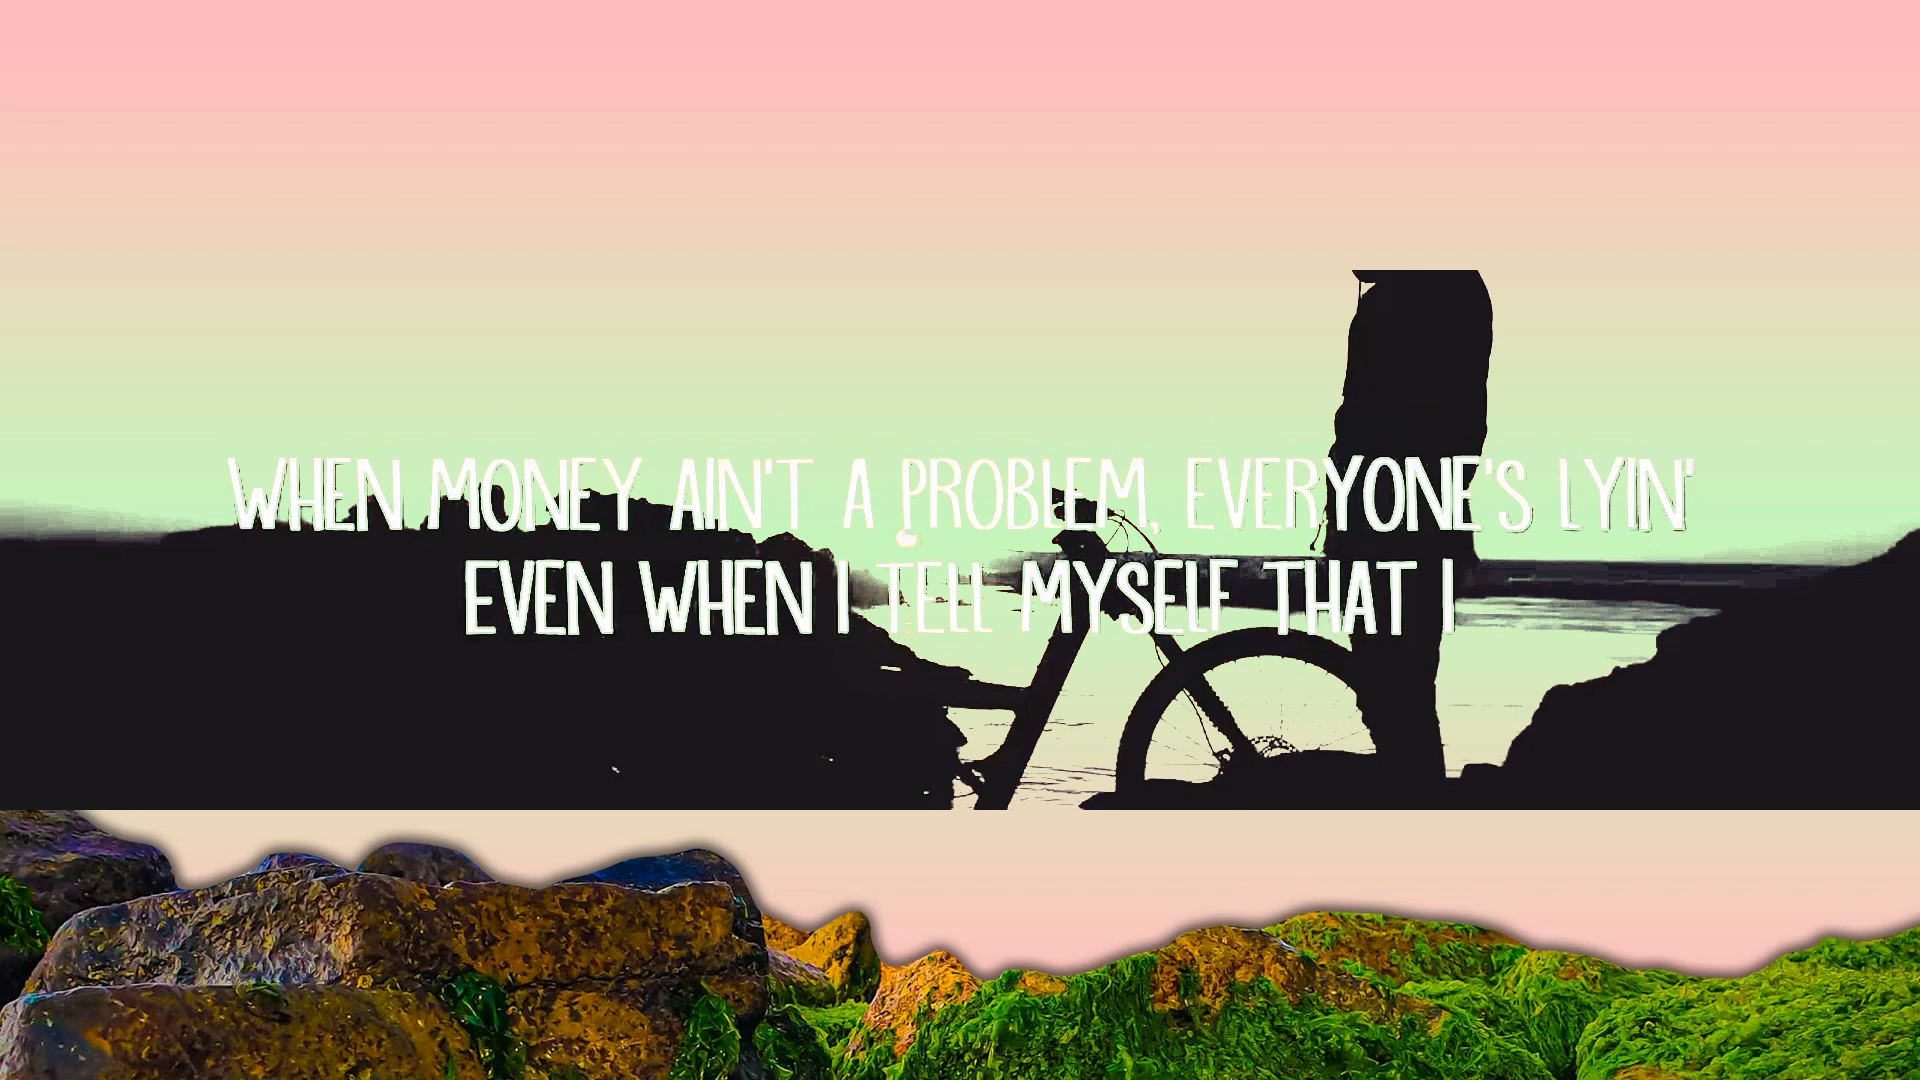 WHEN MONEY AIN'T A PROBLEM, EVERYONE'S LYIN'
EVEN WHEN I TELL MYSELF THAT I